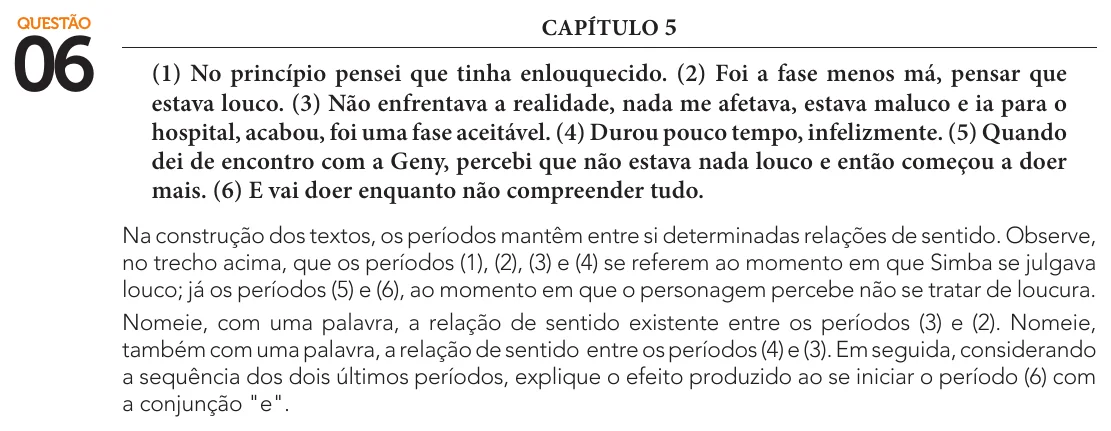 QUESTÃO
06
CAPÍTULO 5
(1) No princípio pensei que tinha enlouquecido. (2) Foi a fase menos má, pensar que
estava louco. (3) Não enfrentava a realidade, nada me afetava, estava maluco e ia para o
hospital, acabou, foi uma fase aceitável. (4) Durou pouco tempo, infelizmente. (5) Quando
dei de encontro com a Geny, percebi que não estava nada louco e então começou a doer
mais. (6) E vai doer enquanto não compreender tudo.
Na construção dos textos, os períodos mantêm entre si determinadas relações de sentido. Observe,
no trecho acima, que os períodos (1), (2), (3) e (4) se referem ao momento em que Simba se julgava
louco; já os períodos (5) e (6), ao momento em que o personagem percebe não se tratar de loucura.
Nomeie, com uma palavra, a relação de sentido existente entre os períodos (3) e (2). Nomeie,
também com uma palavra, a relação de sentido entre os períodos (4) e (3). Em seguida, considerando
a sequência dos dois últimos períodos, explique o efeito produzido ao se iniciar o período (6) com
a conjunção "e".